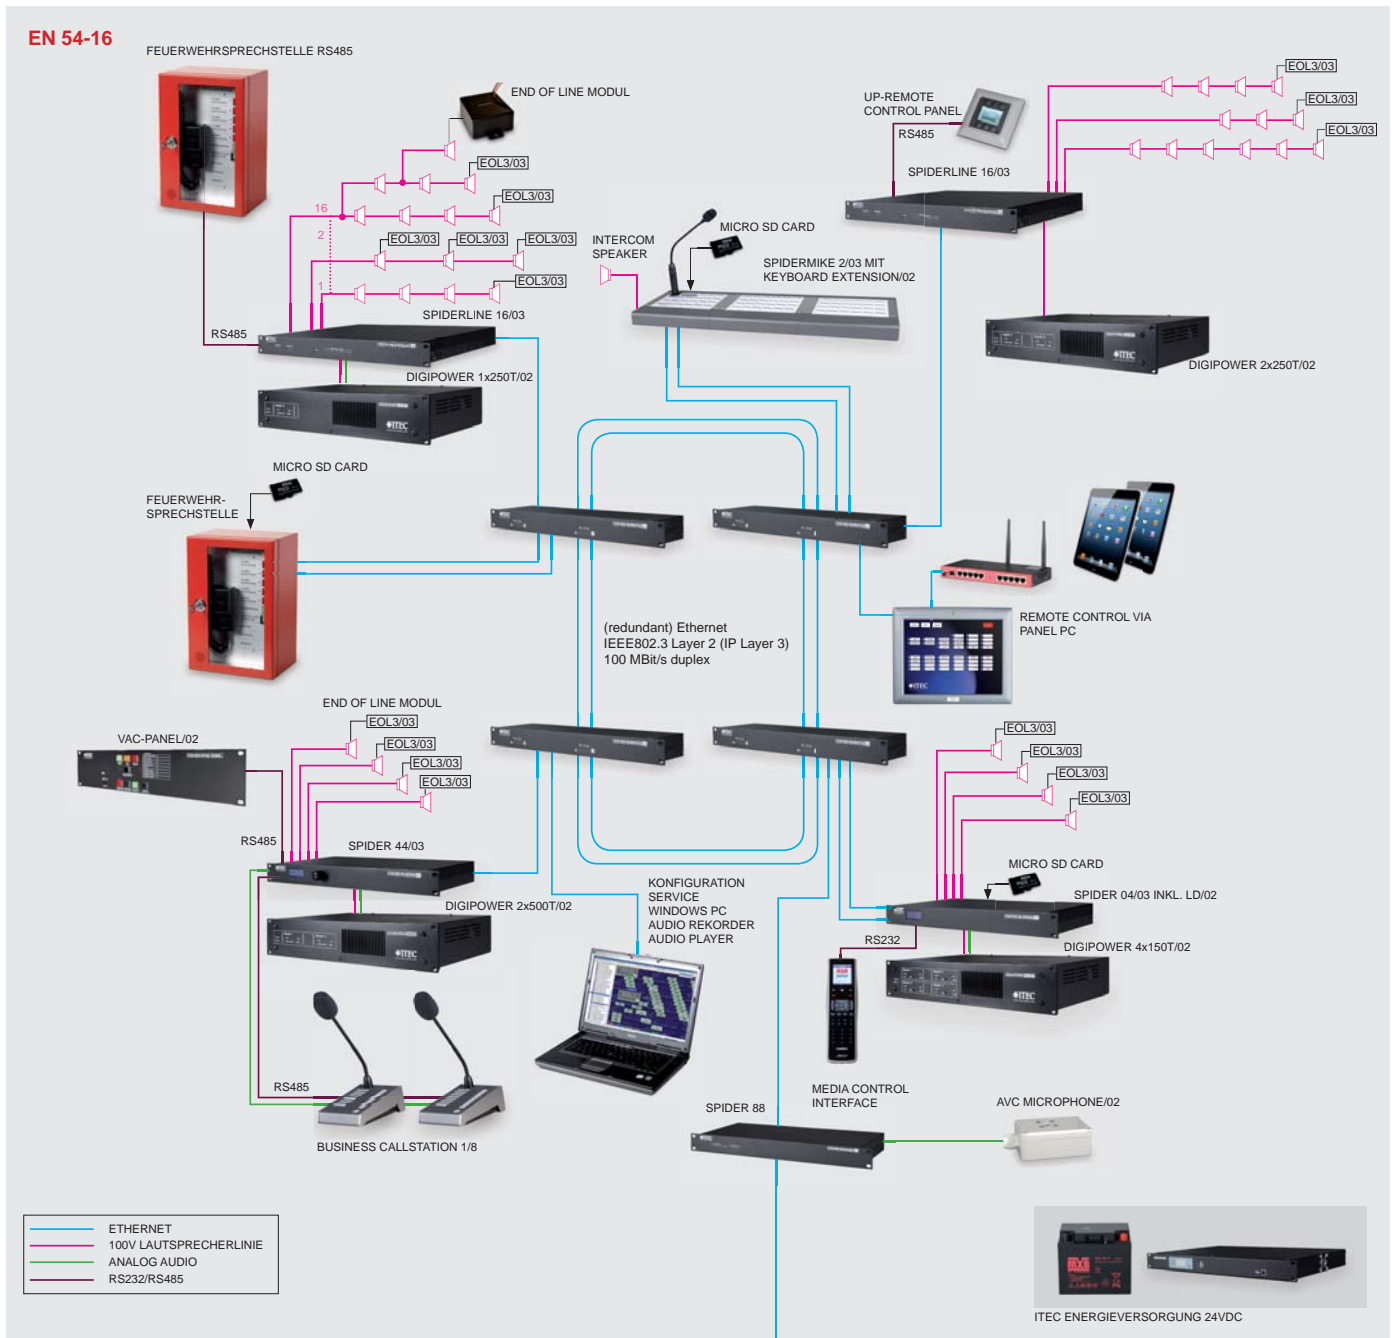 EN 54-16
FEUERWEHRSPRECHSTELLE RS485
END OF LINE MODUL
EOL3/03
16
EOL3/03
2
EOL3/03
EOL3/03
EOL3/03
1
EOL3/03
SPIDERLINE 16/03
RS485
DIGIPOWER 1x250T/02
ITEC
UP-REMOTE
CONTROL PANEL
RS485
EOL3/03
EOL3/03
EOL3/03
SPIDERLINE 16/03
INTERCOM
SPEAKER
MICRO SD CARD
SPIDERMIKE 2/03 MIT
KEYBOARD EXTENSION/02
ITEC
DIGIPOWER 2x250T/02
MICRO SD CARD
FEUERWEHR-
SPRECHSTELLE
(redundant) Ethernet
IEEE802.3 Layer 2 (IP Layer 3)
100 MBit/s duplex
REMOTE CONTROL VIA
PANEL PC
ITEC
END OF LINE MODUL
EOL3/03
EOL3/03
EOL3/03
EOL3/03
VAC-PANEL/02
RS485
SPIDER 44/03
DIGIPOWER 2x500T/02
ITEC
RS485
BUSINESS CALLSTATION 1/8
KONFIGURATION
SERVICE
WINDOWS PC
AUDIO REKORDER
AUDIO PLAYER
EOL3/03
EOL3/03
EOL3/03
EOL3/03
MICRO SD CARD
SPIDER 04/03 INKL. LD/02
RS232
DIGIPOWER 4x150T/02
ITEC
MEDIA CONTROL
INTERFACE
SPIDER 88
AVC MICROPHONE/02
ETHERNET
100V LAUTSPRECHERLINIE
ANALOG AUDIO
RS232/RS485
ITEC ENERGIEVERSORGUNG 24VDC